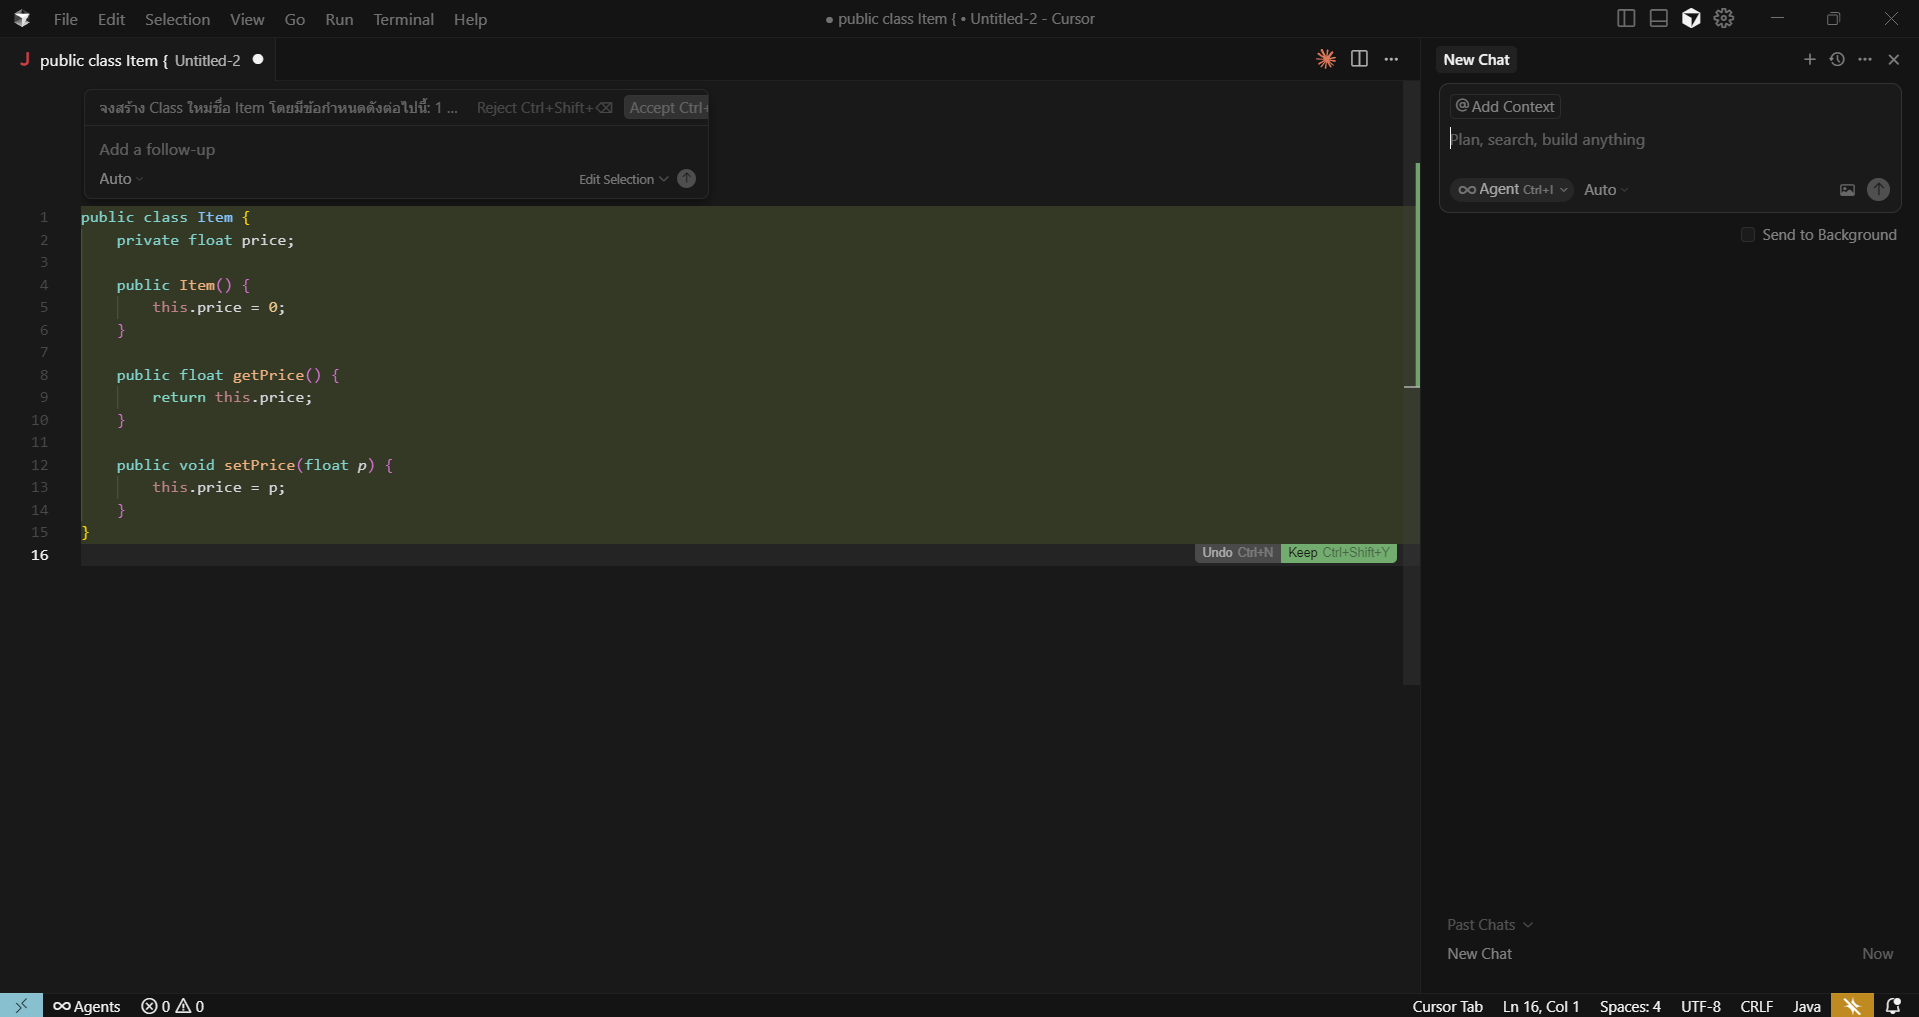 File Edit Selection View Go Run Terminal Help
● public class Item { • Untitled-2 - Cursor
J public class Item { Untitled-2
New Chat
จงสร้าง Class ใหม่ชื่อ Item โดยมีข้อกำหนดดังต่อไปนี้: 1 ... Reject Ctrl+Shift+⌫ Accept Ctrl+
Add a follow-up
Auto Edit Selection
@ Add Context
Plan, search, build anything
∞ Agent Ctrl+I Auto
Send to Background
1 public class Item {
2 private float price;
3
4 public Item() {
5 this.price = 0;
6 }
7
8 public float getPrice() {
9 return this.price;
10 }
11
12 public void setPrice(float p) {
13 this.price = p;
14 }
15 }
16
Undo Ctrl+N Keep Ctrl+Shift+Y
Past Chats
New Chat Now
∞ Agents 0 0 Cursor Tab Ln 16, Col 1 Spaces: 4 UTF-8 CRLF Java